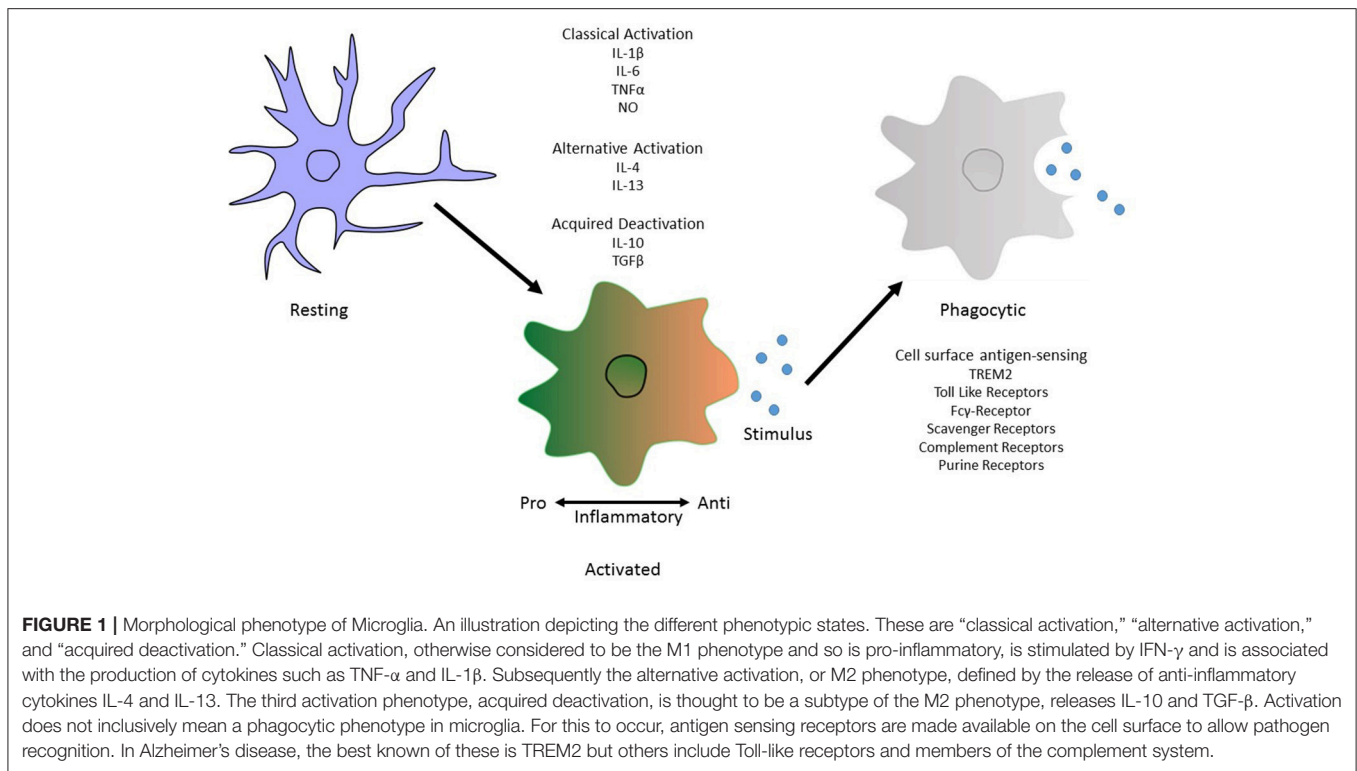 Classical Activation
IL-1β
IL-6
TNFα
NO
Alternative Activation
IL-4
IL-13
Acquired Deactivation
IL-10
TGFβ
Resting
Phagocytic
Cell surface antigen-sensing
TREM2
Toll Like Receptors
Fcγ-Receptor
Scavenger Receptors
Complement Receptors
Purine Receptors
Stimulus
Pro Anti
Inflammatory
Activated
FIGURE 1 | Morphological phenotype of Microglia. An illustration depicting the different phenotypic states. These are “classical activation,” “alternative activation,”
and “acquired deactivation.” Classical activation, otherwise considered to be the M1 phenotype and so is pro-inflammatory, is stimulated by IFN-γ and is associated
with the production of cytokines such as TNF-α and IL-1β. Subsequently the alternative activation, or M2 phenotype, defined by the release of anti-inflammatory
cytokines IL-4 and IL-13. The third activation phenotype, acquired deactivation, is thought to be a subtype of the M2 phenotype, releases IL-10 and TGF-β. Activation
does not inclusively mean a phagocytic phenotype in microglia. For this to occur, antigen sensing receptors are made available on the cell surface to allow pathogen
recognition. In Alzheimer’s disease, the best known of these is TREM2 but others include Toll-like receptors and members of the complement system.